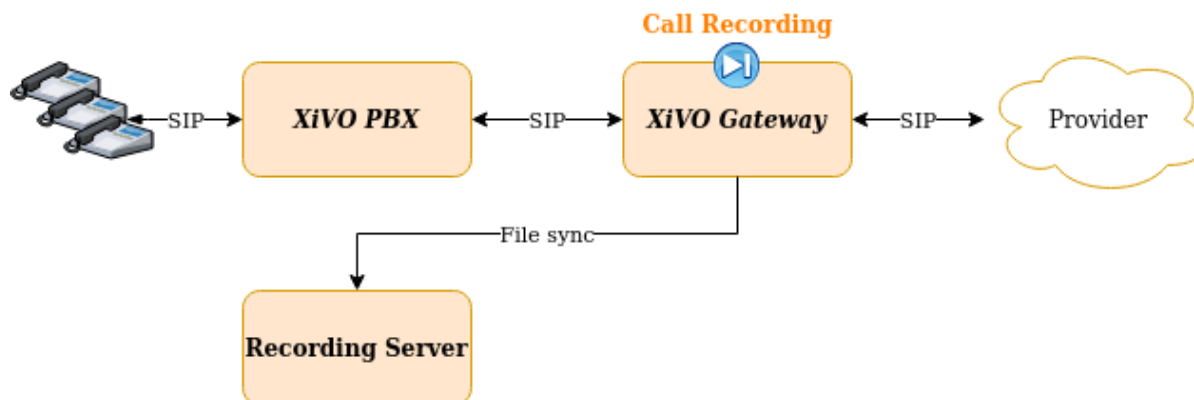 Call Recording
SIP
XiVO PBX
SIP
XiVO Gateway
SIP
Provider
File sync
Recording Server